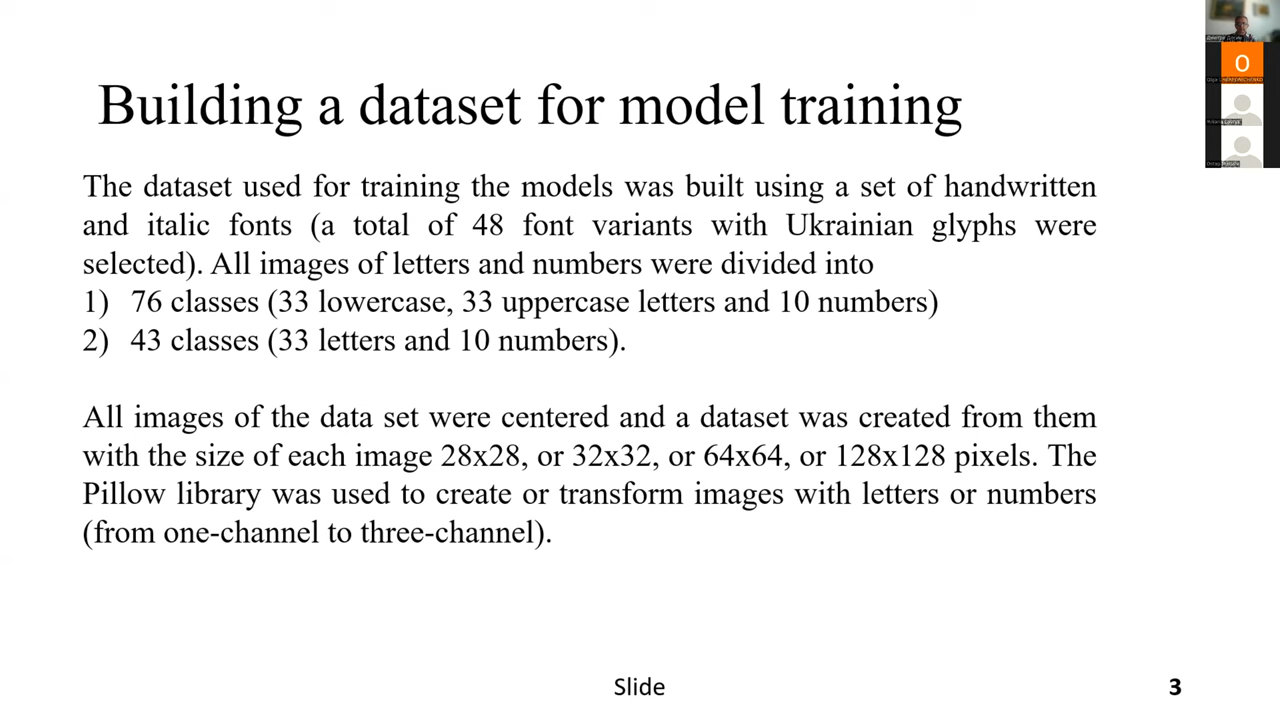 Building a dataset for model training
The dataset used for training the models was built using a set of handwritten
and italic fonts (a total of 48 font variants with Ukrainian glyphs were
selected). All images of letters and numbers were divided into
1) 76 classes (33 lowercase, 33 uppercase letters and 10 numbers)
2) 43 classes (33 letters and 10 numbers).
All images of the data set were centered and a dataset was created from them
with the size of each image 28x28, or 32x32, or 64x64, or 128x128 pixels. The
Pillow library was used to create or transform images with letters or numbers
(from one-channel to three-channel).
Slide
3
O